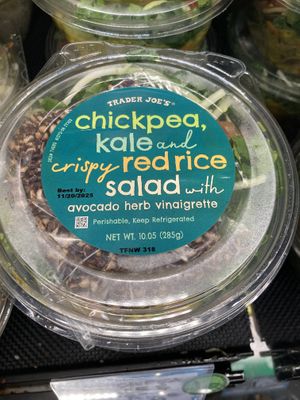 TRADER JOE'S®
chickpea,
kale and
crispy red rice
salad with
avocado herb vinaigrette
Best by:
11/20/2025
Perishable, Keep Refrigerated
NET WT. 10.05 (285g)
TFNW 318